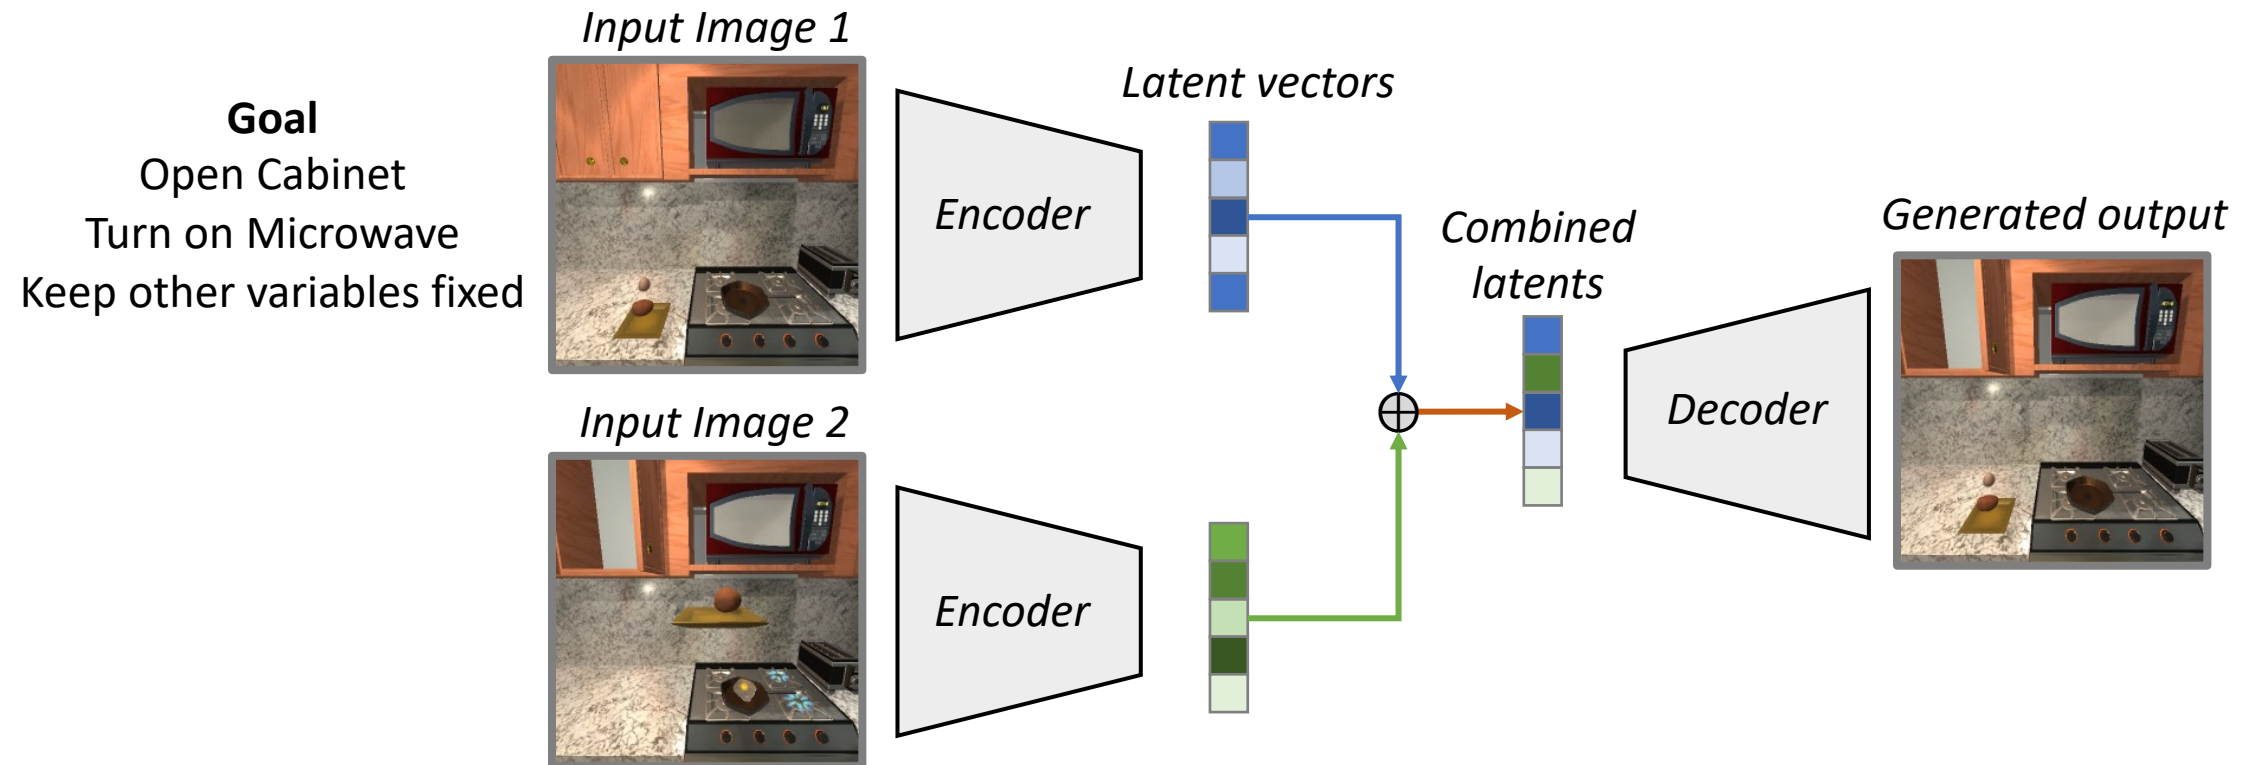 Goal
Open Cabinet
Turn on Microwave
Keep other variables fixed
Input Image 1
Encoder
Latent vectors
Input Image 2
Encoder
Combined
latents
Decoder
Generated output